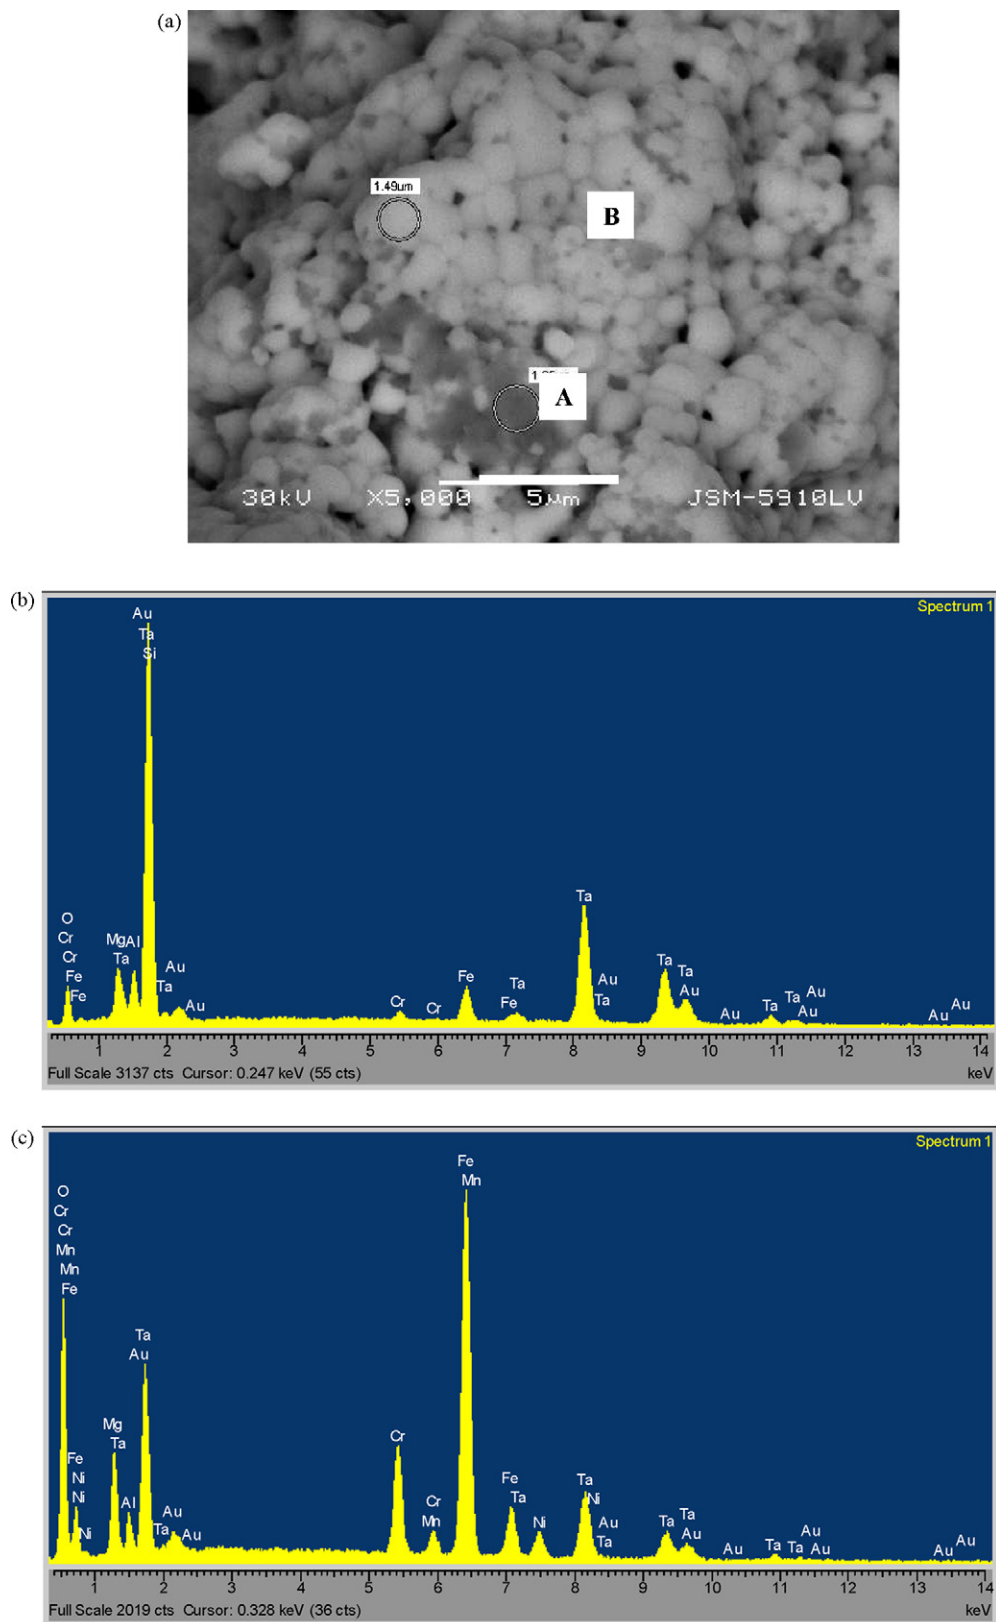 (a)
1.49um
B
A
30kV X5,000 5µm JSM-5910LV
(b)
Spectrum 1
Au
Ta
Si
O
Cr
Cr
Fe
Fe
Mg
Ta
Al
Ta
Au
Au
Cr
Cr
Fe
Fe
Ta
Ta
Au
Ta
Ta
Ta
Au
Au
Ta
Ta
Au
Au
Au
Au
1 2 3 4 5 6 7 8 9 10 11 12 13 14
Full Scale 3137 cts Cursor: 0.247 keV (55 cts) keV
(c)
Spectrum 1
O
Cr
Cr
Mn
Mn
Fe
Fe
Ni
Ni
Ni
Mg
Ta
Al
Ta
Au
Ta
Au
Au
Cr
Cr
Mn
Fe
Mn
Fe
Ta
Ni
Ta
Ni
Au
Ta
Ta
Ta
Au
Au
Ta
Ta
Au
Au
Au
Au
1 2 3 4 5 6 7 8 9 10 11 12 13 14
Full Scale 2019 cts Cursor: 0.328 keV (36 cts) keV